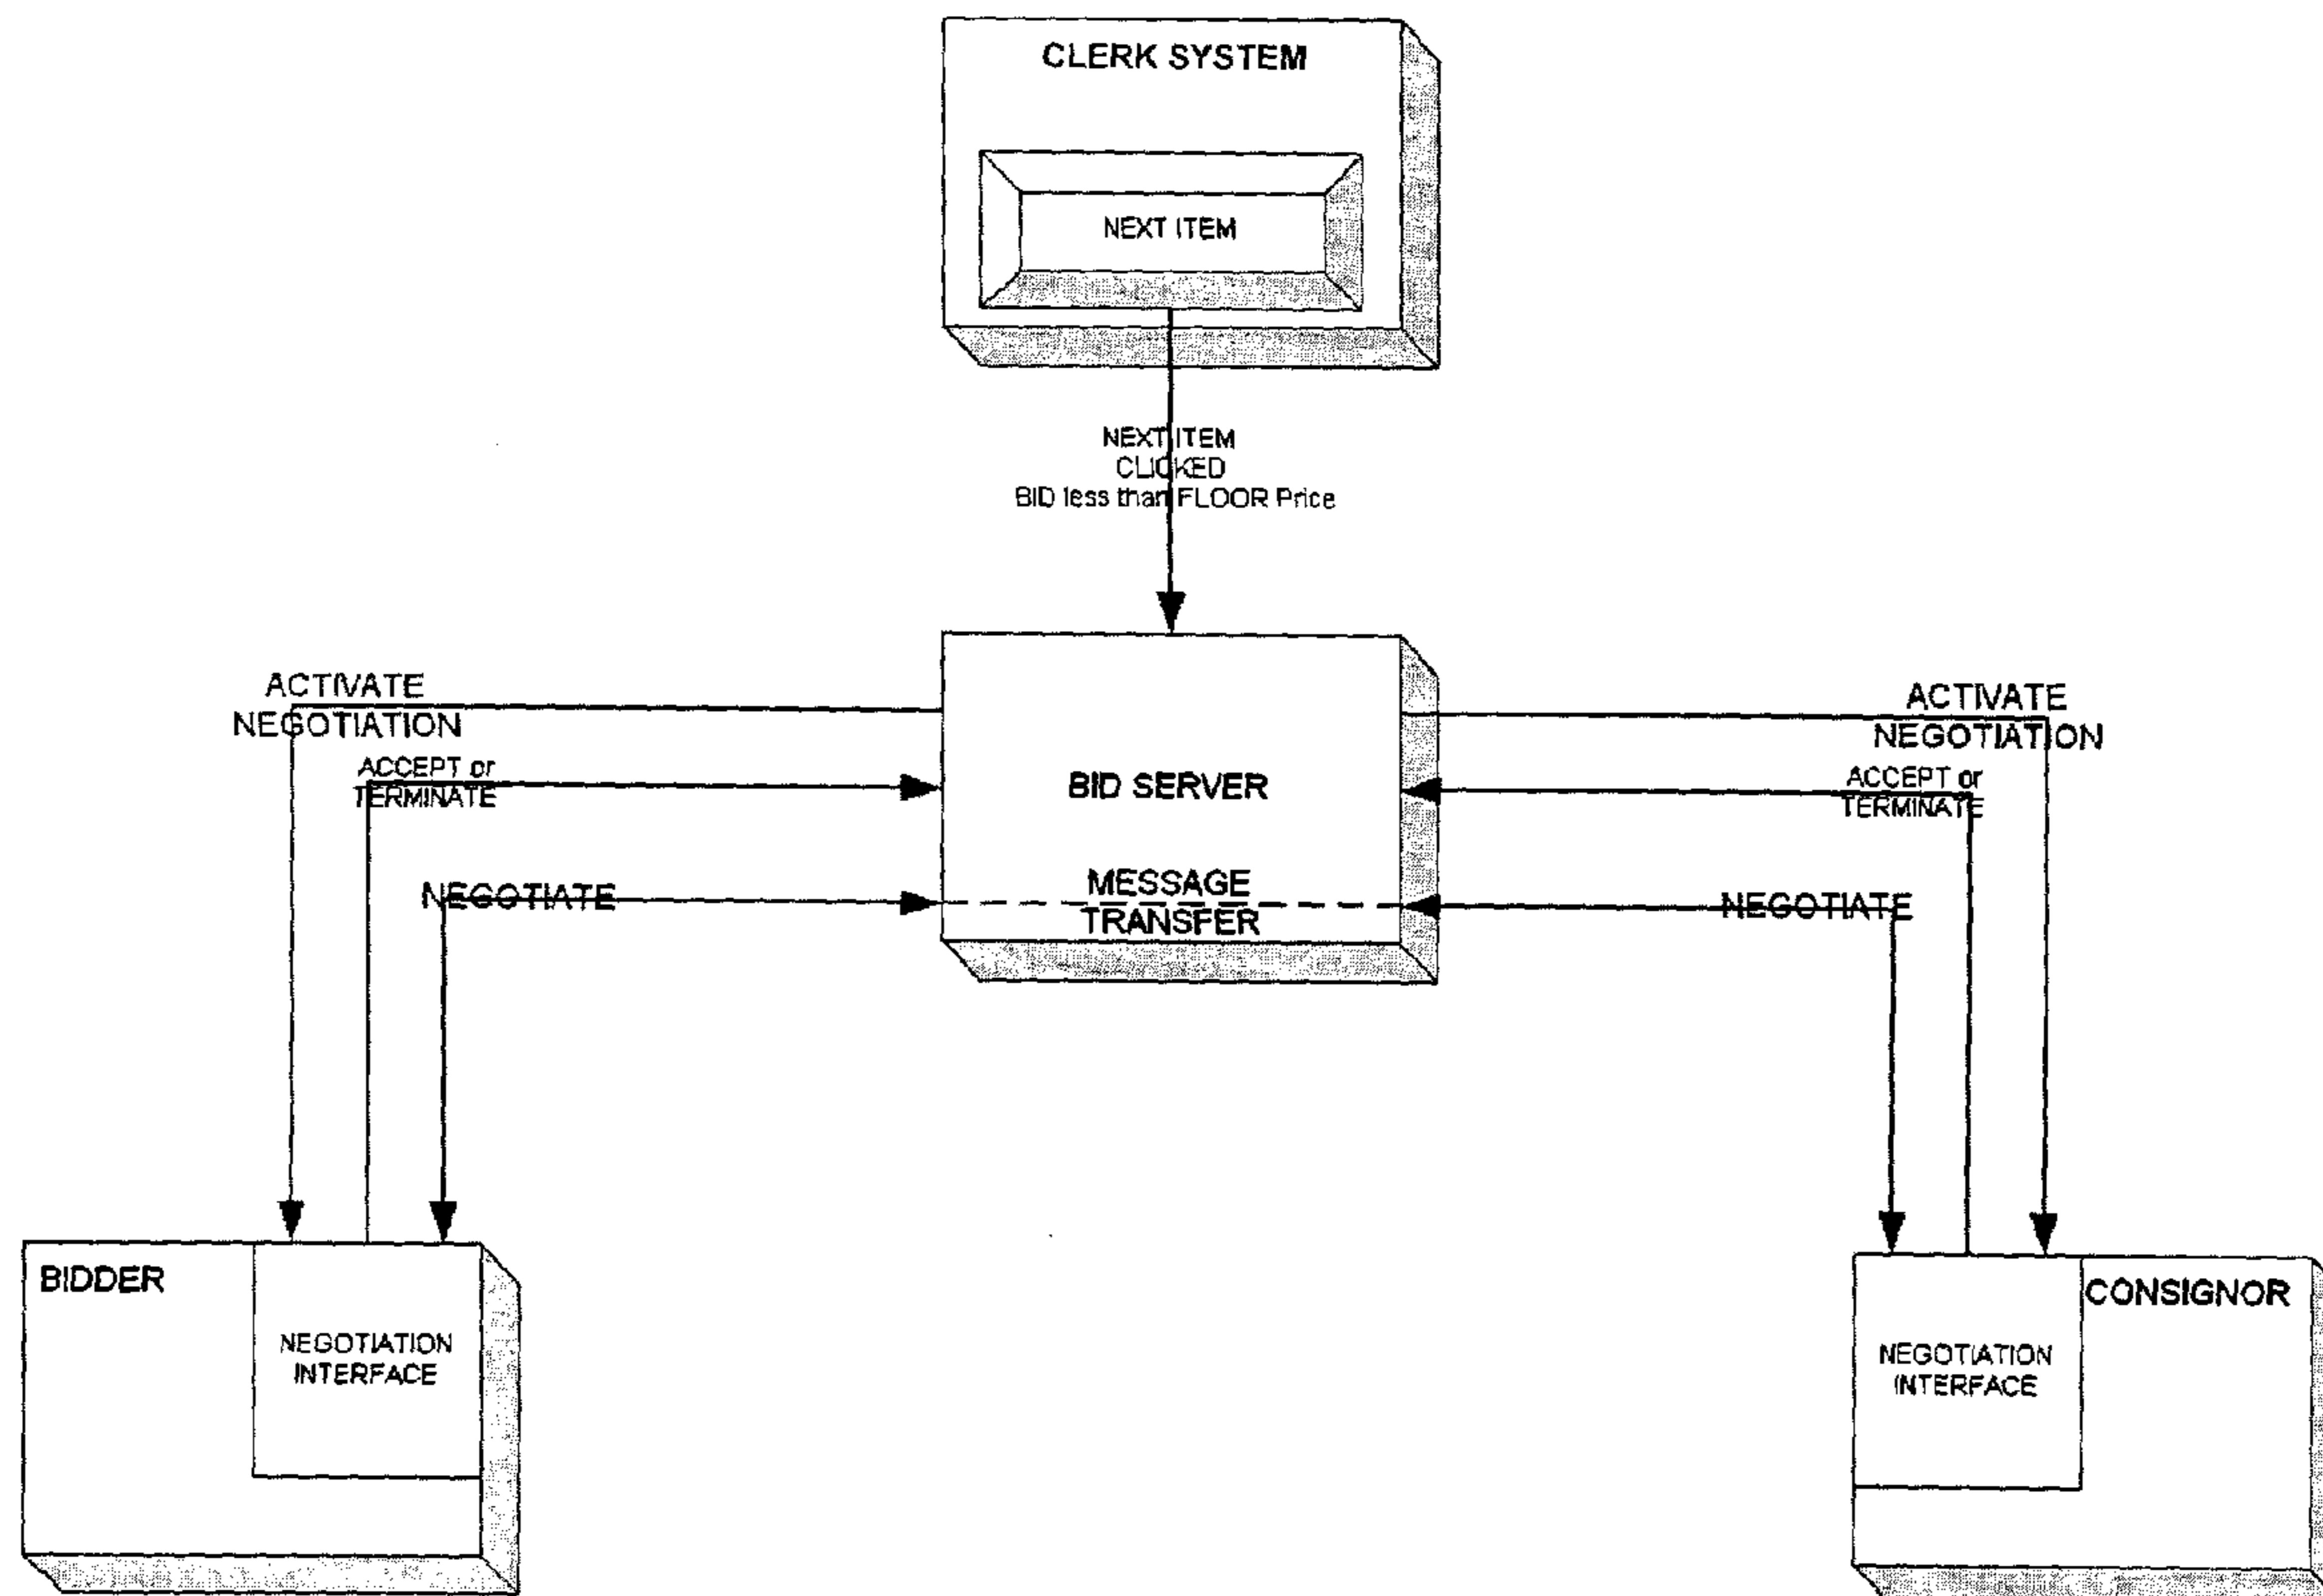 CLERK SYSTEM
NEXT ITEM
NEXT ITEM
CLICKED
BID less than FLOOR Price
ACTIVATE
NEGOTIATION
ACCEPT or
TERMINATE
NEGOTIATE
BID SERVER
MESSAGE
TRANSFER
ACTIVATE
NEGOTIATION
ACCEPT or
TERMINATE
NEGOTIATE
BIDDER
NEGOTIATION
INTERFACE
CONSIGNOR
NEGOTIATION
INTERFACE